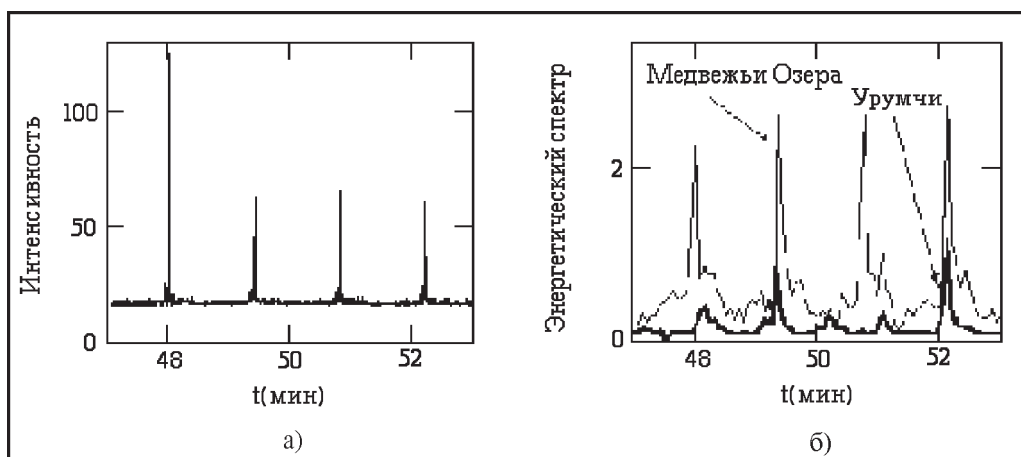 Интенсивность
100
50
0
48
50
52
t(мин)
а)
Энергетический спектр
Медвежьи Озера
Урумчи
2
0
48
50
52
t(мин)
б)